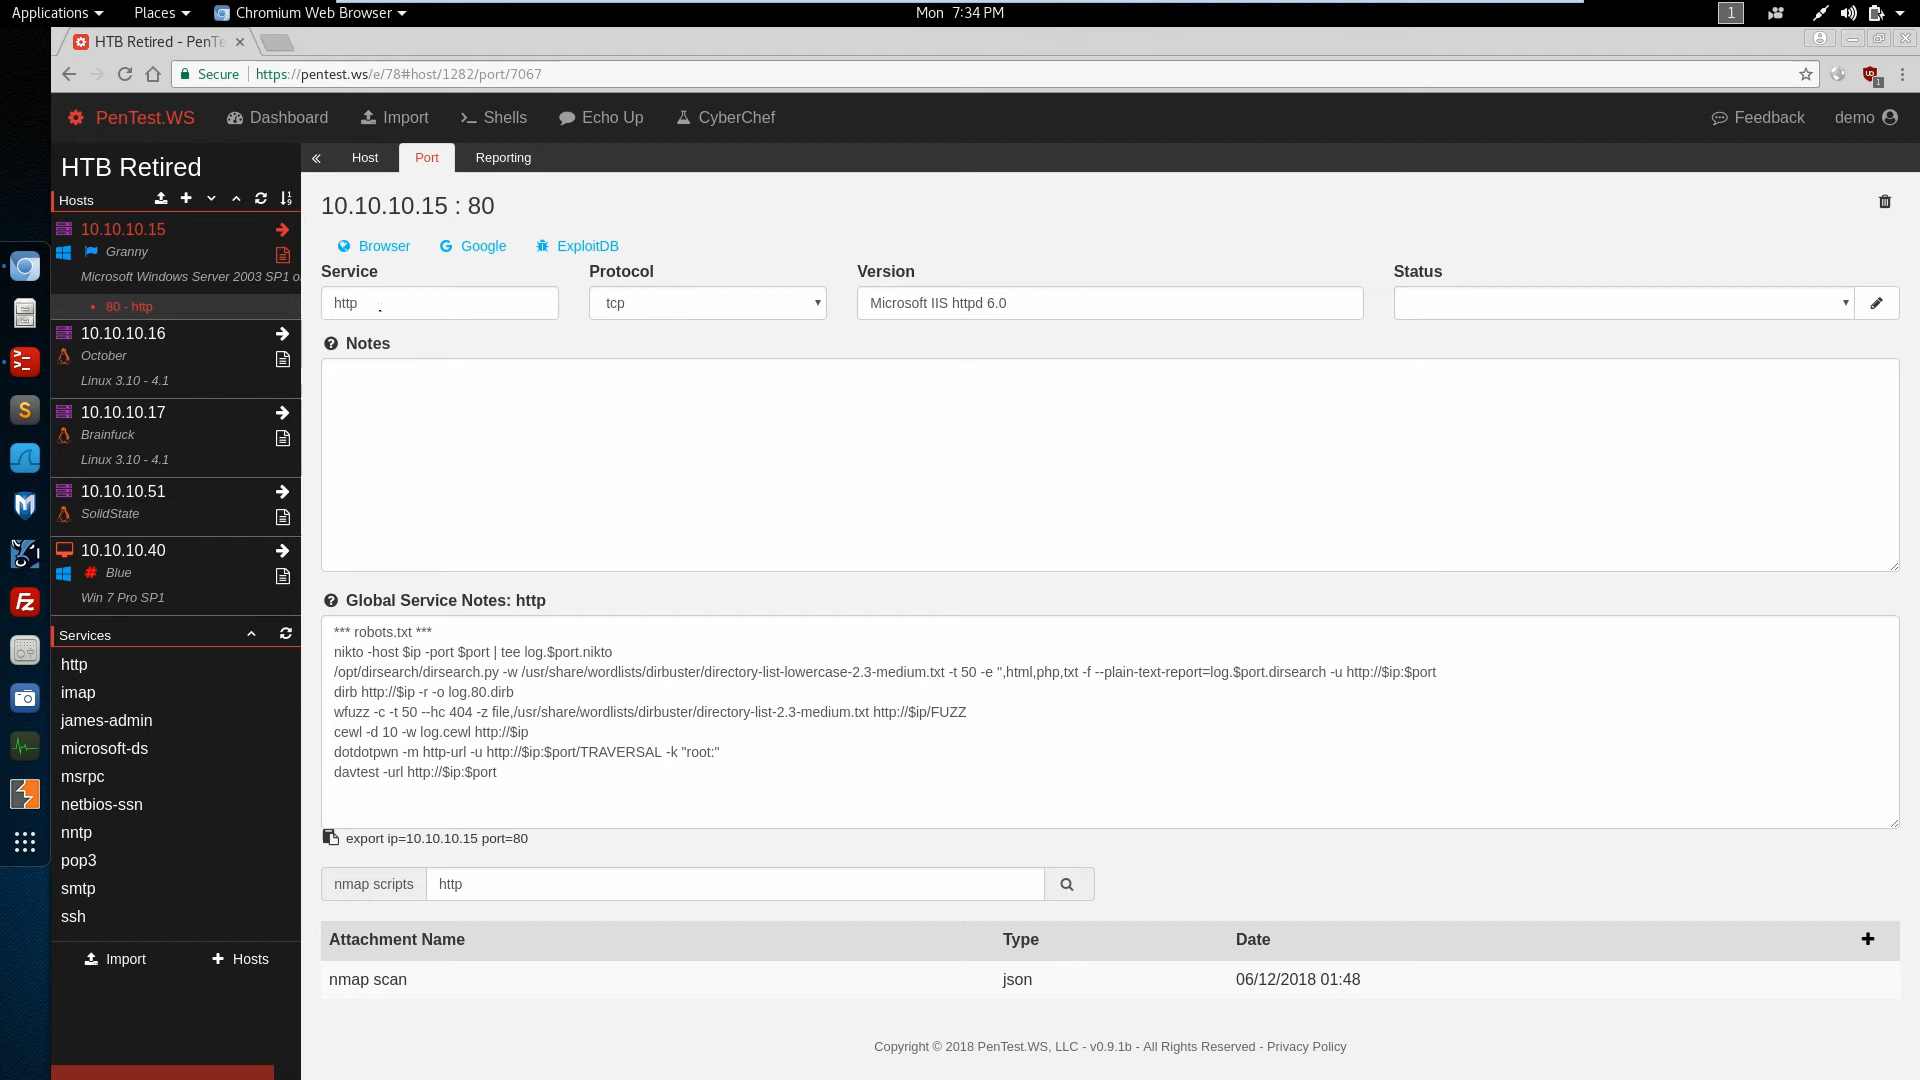 Applications Places Chromium Web Browser Mon 7:34 PM 1
HTB Retired - PenTe
Secure https://pentest.ws/e/78#host/1282/port/7067 1
PenTest.WS Dashboard Import Shells Echo Up CyberChef Feedback demo
HTB Retired
Hosts
10.10.10.15
Granny
Microsoft Windows Server 2003 SP1 o
80 - http
10.10.10.16
October
Linux 3.10 - 4.1
10.10.10.17
Brainfuck
Linux 3.10 - 4.1
10.10.10.51
SolidState
10.10.10.40
# Blue
Win 7 Pro SP1
Services
http
imap
james-admin
microsoft-ds
msrpc
netbios-ssn
nntp
pop3
smtp
ssh
Import Hosts
Host Port Reporting
10.10.10.15 : 80
Browser Google ExploitDB
Service Protocol Version Status
http tcp Microsoft IIS httpd 6.0
Notes
Global Service Notes: http
*** robots.txt ***
nikto -host $ip -port $port | tee log.$port.nikto
/opt/dirsearch/dirsearch.py -w /usr/share/wordlists/dirbuster/directory-list-lowercase-2.3-medium.txt -t 50 -e ",html,php,txt -f --plain-text-report=log.$port.dirsearch -u http://$ip:$port
dirb http://$ip -r -o log.80.dirb
wfuzz -c -t 50 --hc 404 -z file,/usr/share/wordlists/dirbuster/directory-list-2.3-medium.txt http://$ip/FUZZ
cewl -d 10 -w log.cewl http://$ip
dotdotpwn -m http-url -u http://$ip:$port/TRAVERSAL -k "root:"
davtest -url http://$ip:$port
export ip=10.10.10.15 port=80
nmap scripts http
Attachment Name Type Date
nmap scan json 06/12/2018 01:48
Copyright © 2018 PenTest.WS, LLC - v0.9.1b - All Rights Reserved - Privacy Policy